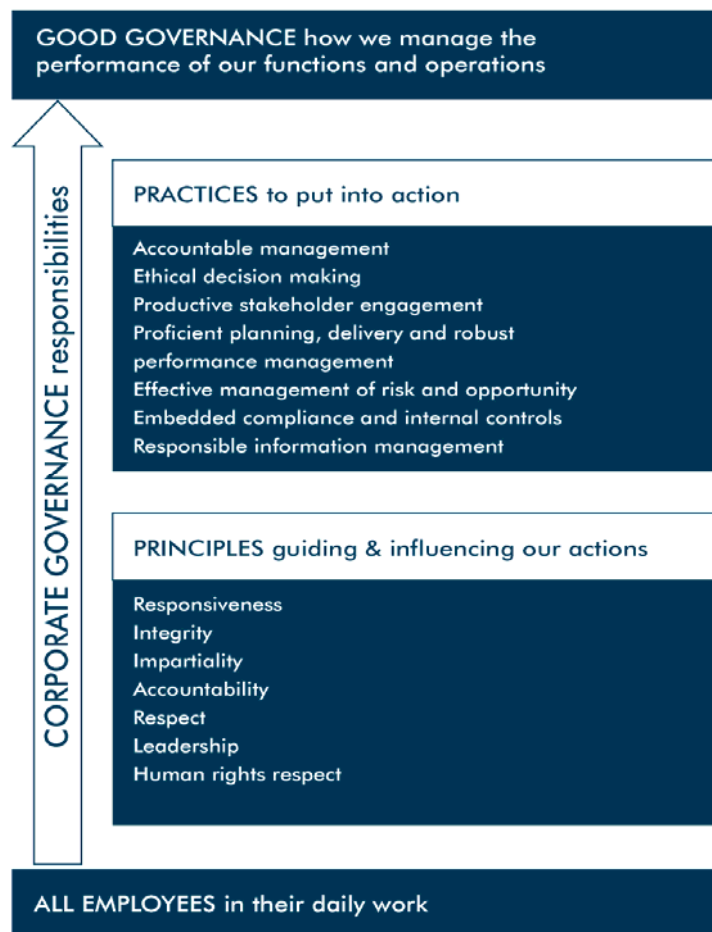 GOOD GOVERNANCE how we manage the
performance of our functions and operations
CORPORATE GOVERNANCE responsibilities
PRACTICES to put into action
Accountable management
Ethical decision making
Productive stakeholder engagement
Proficient planning, delivery and robust
performance management
Effective management of risk and opportunity
Embedded compliance and internal controls
Responsible information management
PRINCIPLES guiding & influencing our actions
Responsiveness
Integrity
Impartiality
Accountability
Respect
Leadership
Human rights respect
ALL EMPLOYEES in their daily work